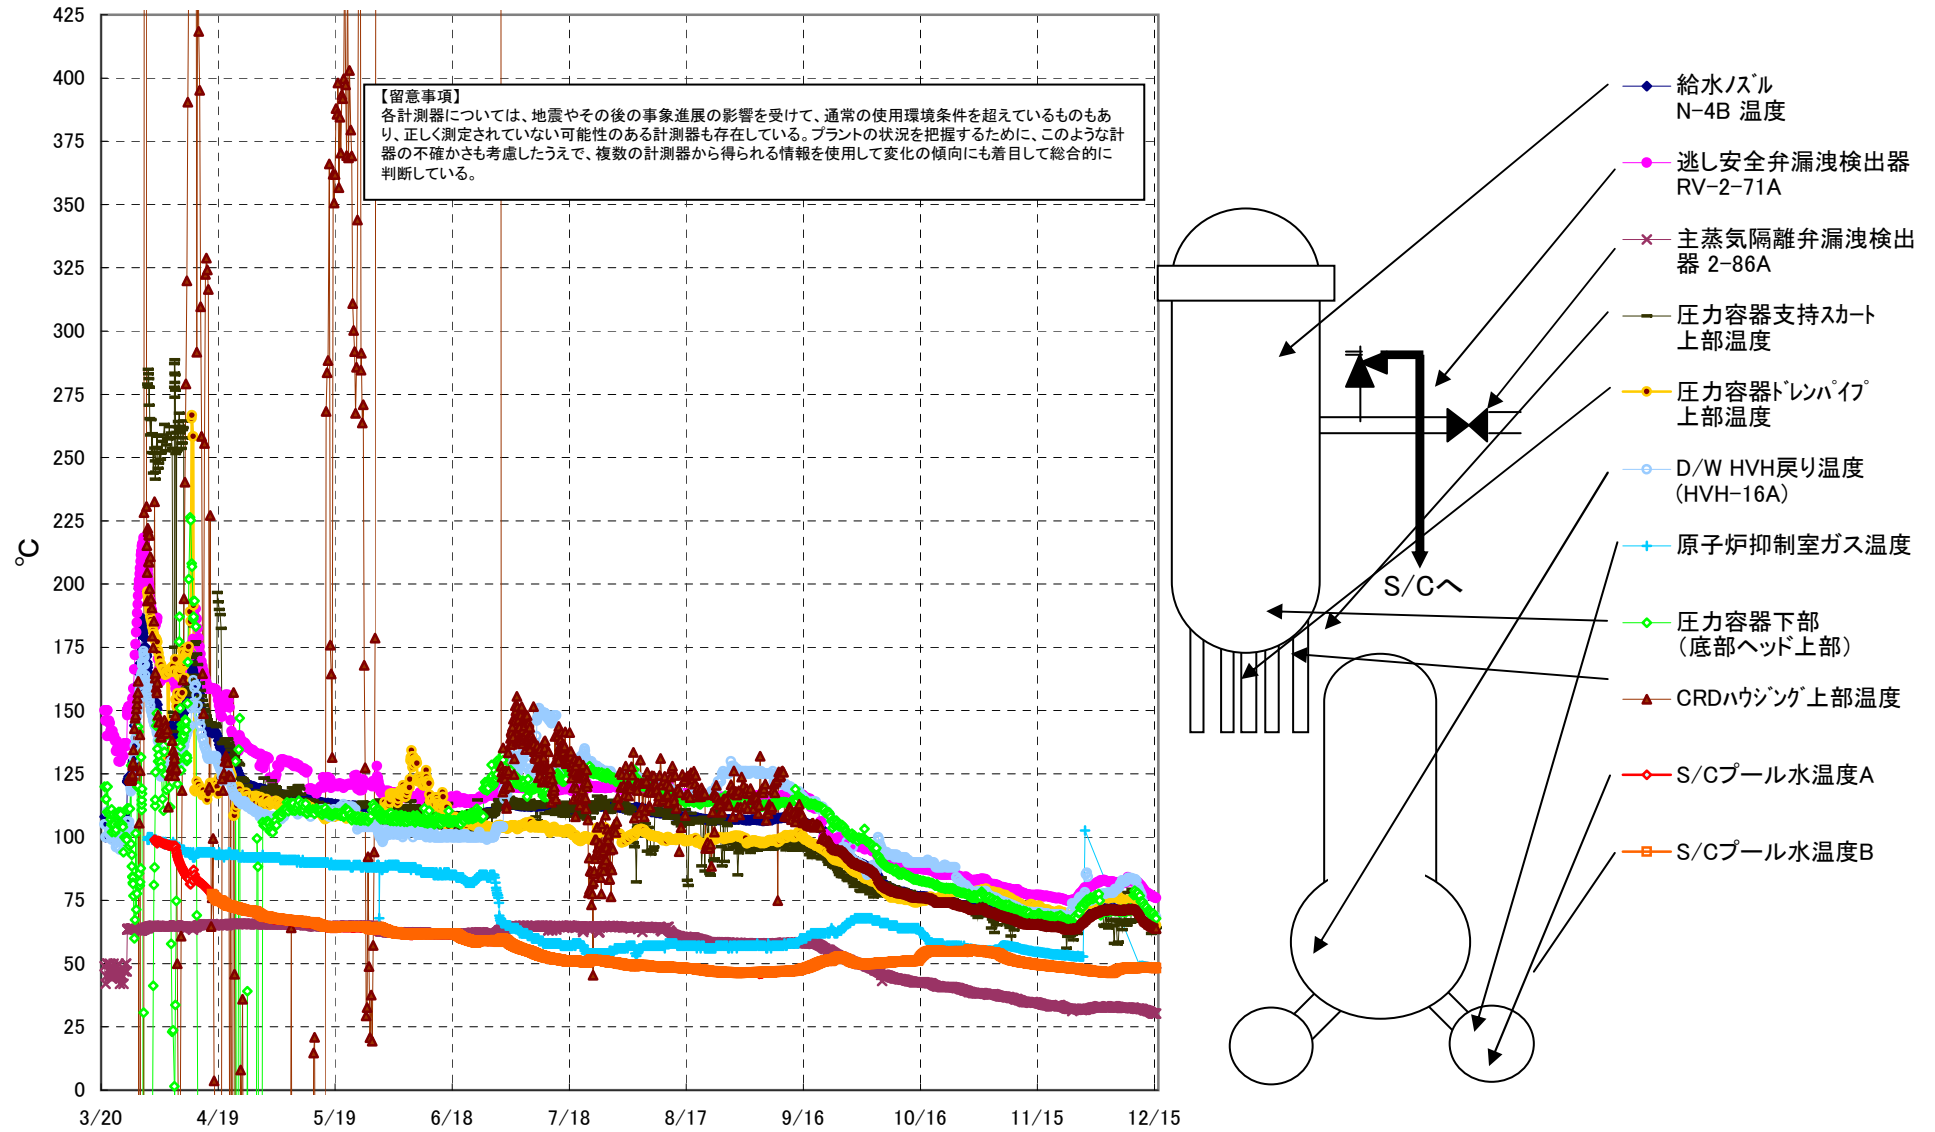 425
400
375
350
325
300
275
250
225
200
175
150
125
100
75
50
25
0
℃
3/20
4/19
5/19
6/18
7/18
8/17
9/16
10/16
11/15
12/15
【留意事項】
各計測器については、地震やその後の事象進展の影響を受けて、通常の使用環境条件を超えているものもあ
り、正しく測定されていない可能性のある計測器も存在している。プラントの状況を把握するために、このような計
器の不確かさも考慮したうえで、複数の計測器から得られる情報を使用して変化の傾向にも着目して総合的に
判断している。
S/Cへ
給水ﾉｽﾞﾙ
N-4B 温度
逃し安全弁漏洩検出器
RV-2-71A
主蒸気隔離弁漏洩検出
器 2-86A
圧力容器支持ｽｶｰﾄ
上部温度
圧力容器ﾄﾞﾚﾝﾊﾟｲﾌﾟ
上部温度
D/W HVH戻り温度
(HVH-16A)
原子炉抑制室ガス温度
圧力容器下部
（底部ヘッド上部）
CRDﾊｳｼﾞﾝｸﾞ上部温度
S/Cプール水温度A
S/Cプール水温度B